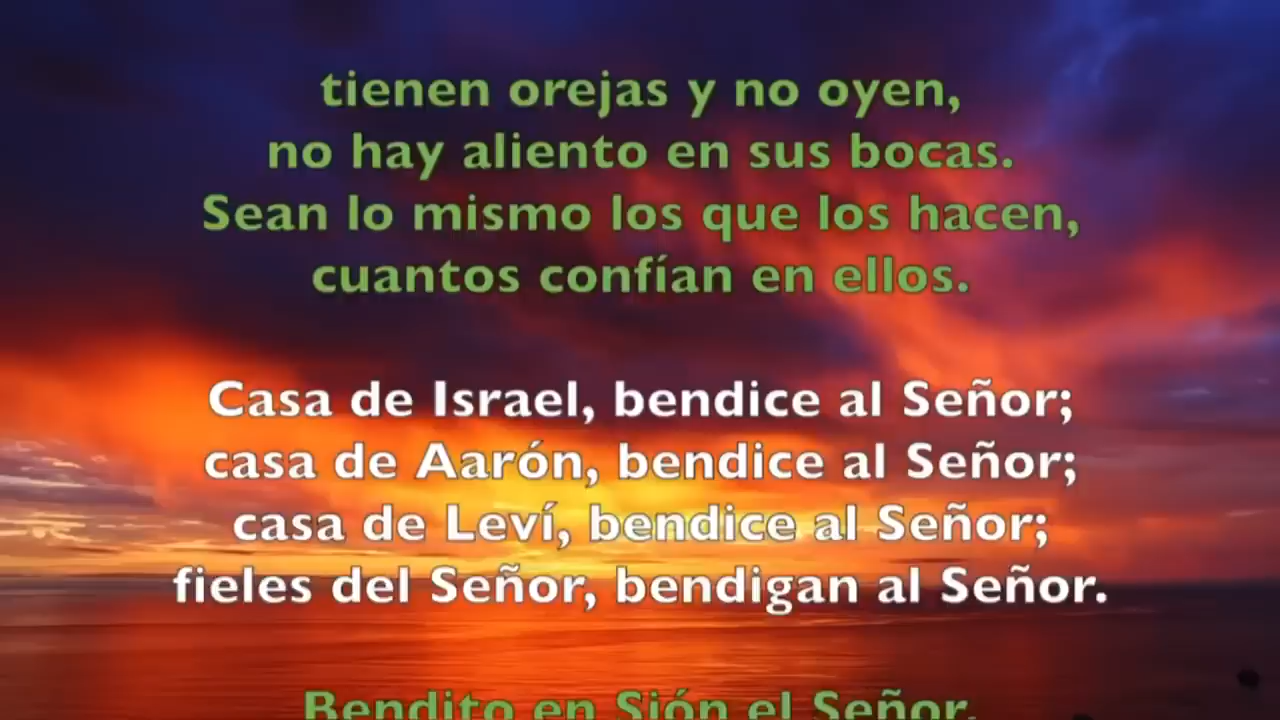 tienen orejas y no oyen,
no hay aliento en sus bocas.
Sean lo mismo los que los hacen,
cuantos confían en ellos.
Casa de Israel, bendice al Señor;
casa de Aarón, bendice al Señor;
casa de Leví, bendice al Señor;
fieles del Señor, bendigan al Señor.
Bendito en Sión el Señor,